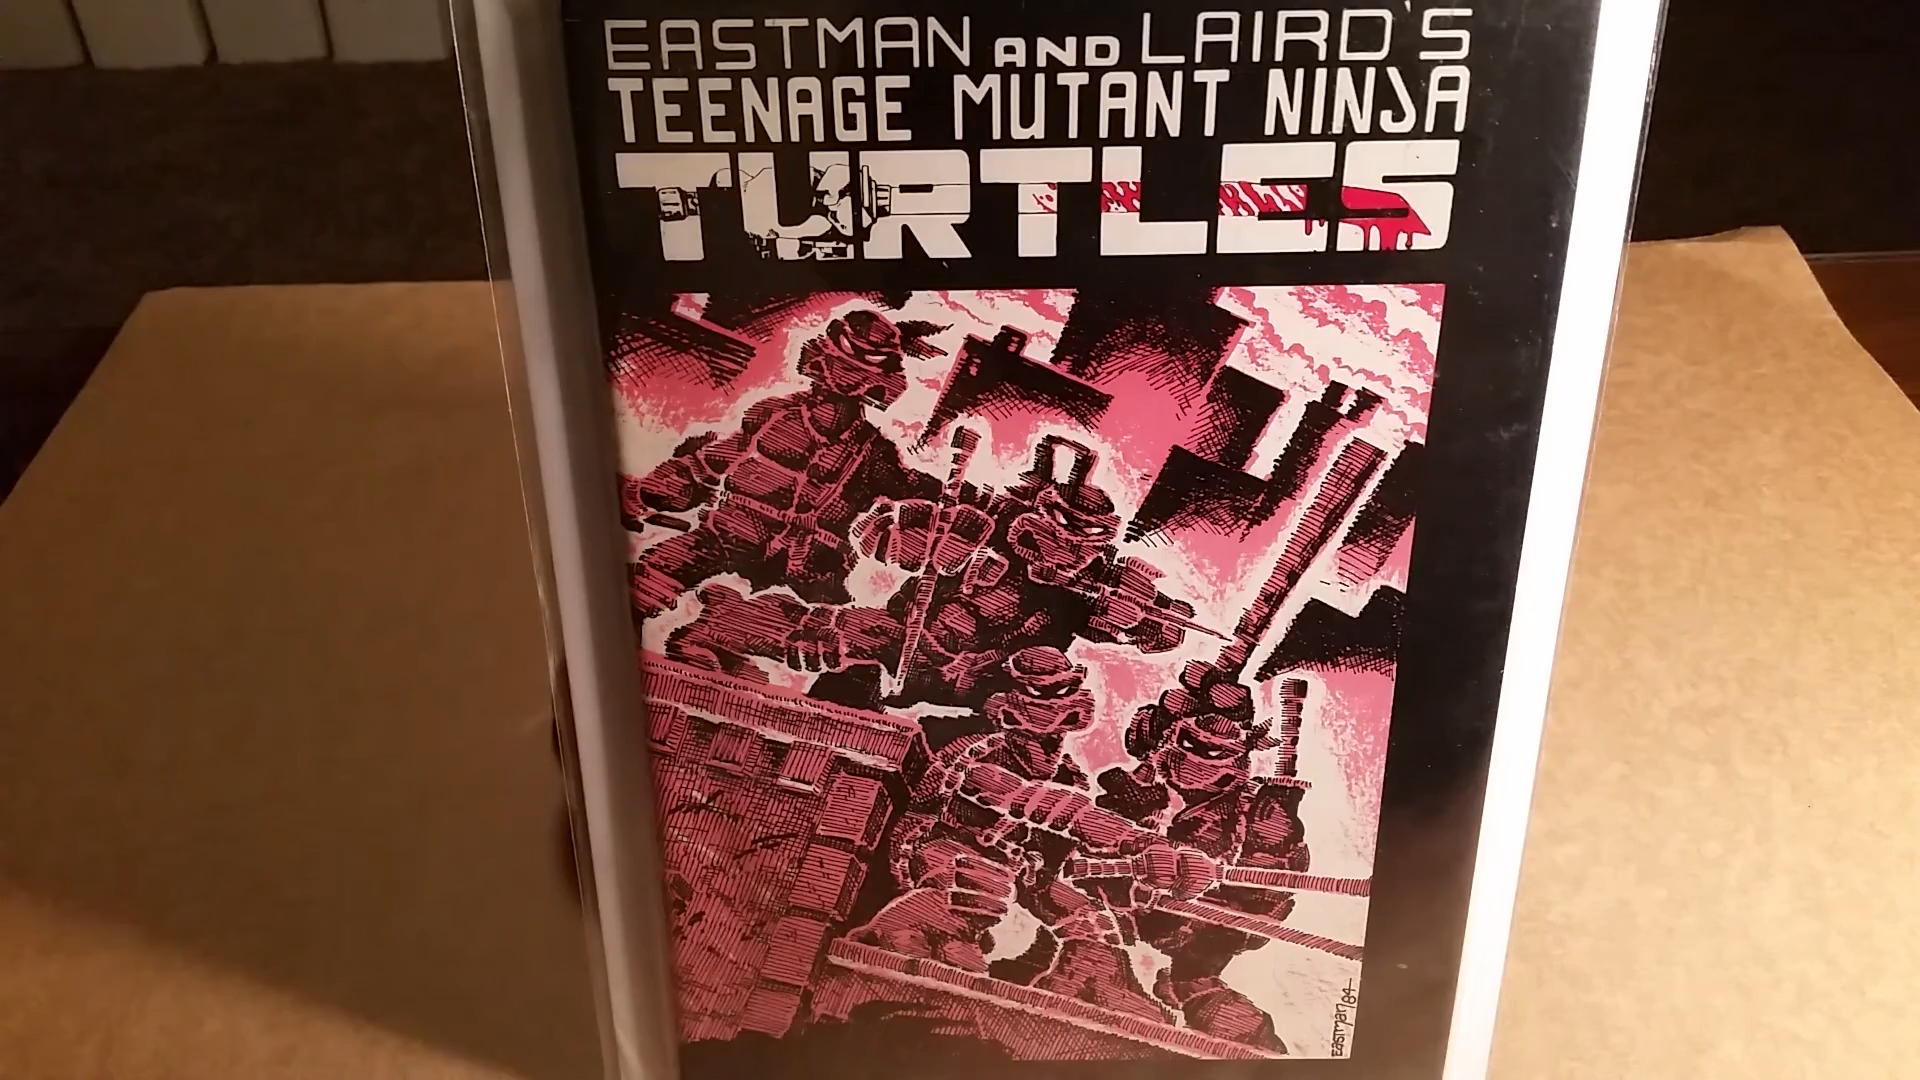 EASTMAN AND LAIRD'S
TEENAGE MUTANT NINJA
TURTLES
EASTMAN/84